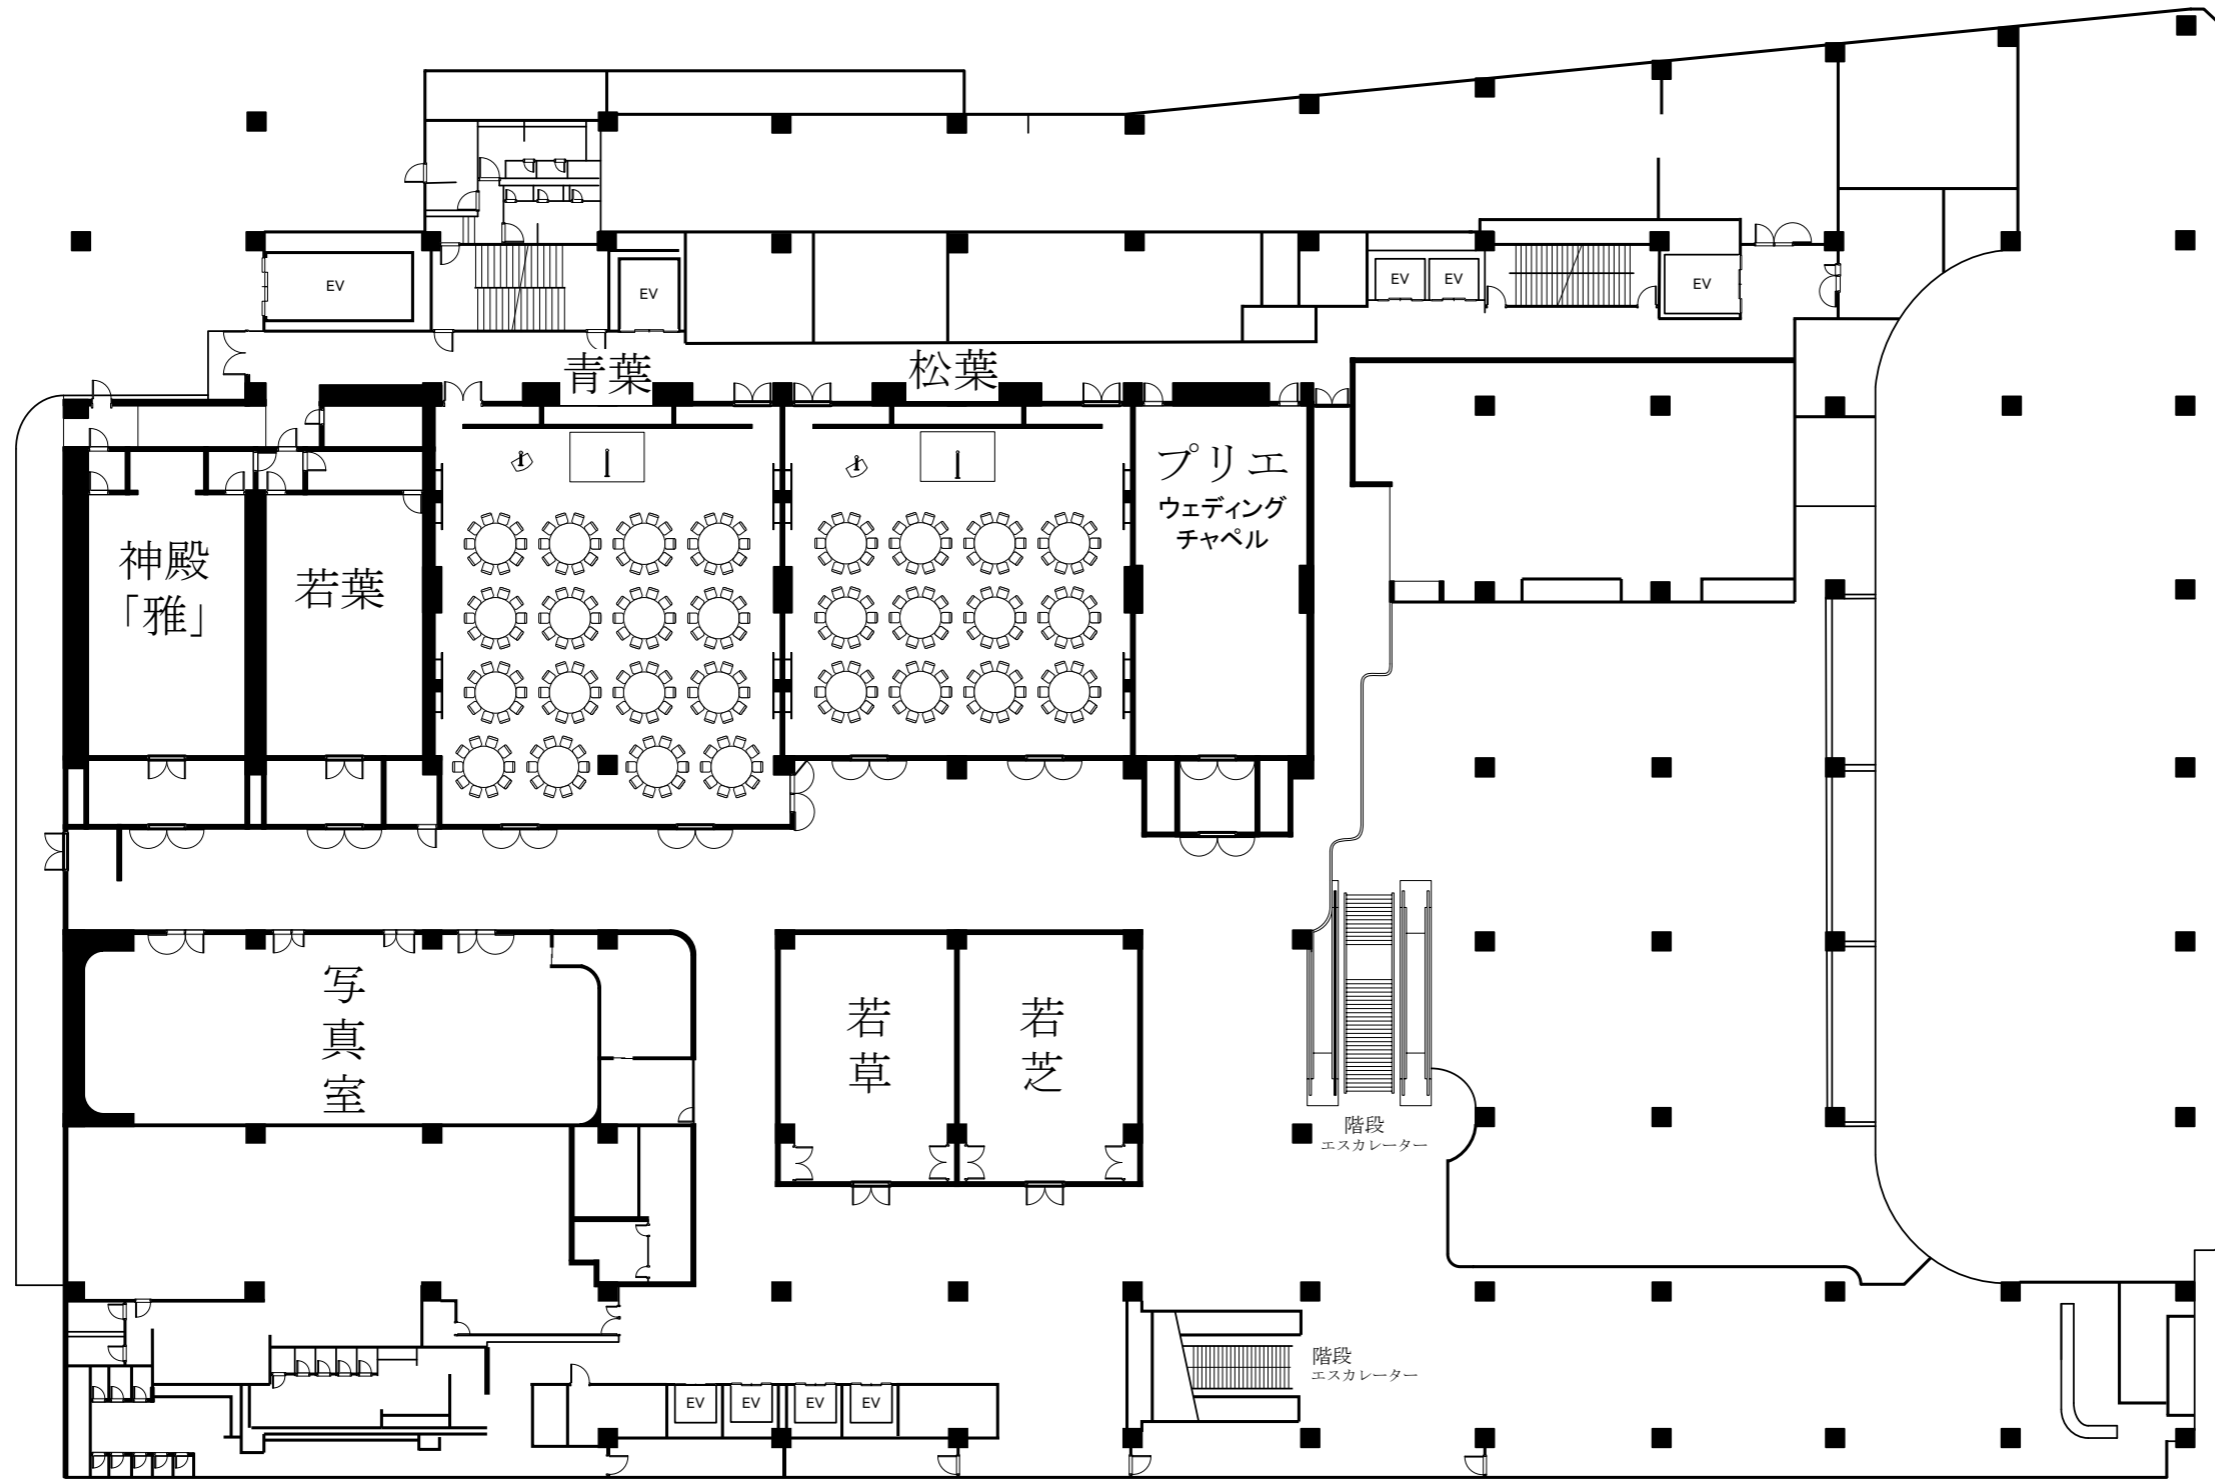 EV
EV
EV
EV
EV
青葉
松葉
プリエ
ウェディング
チャペル
神殿
「雅」
若葉
写真室
若草
若芝
階段
エスカレーター
階段
エスカレーター
EV
EV
EV
EV